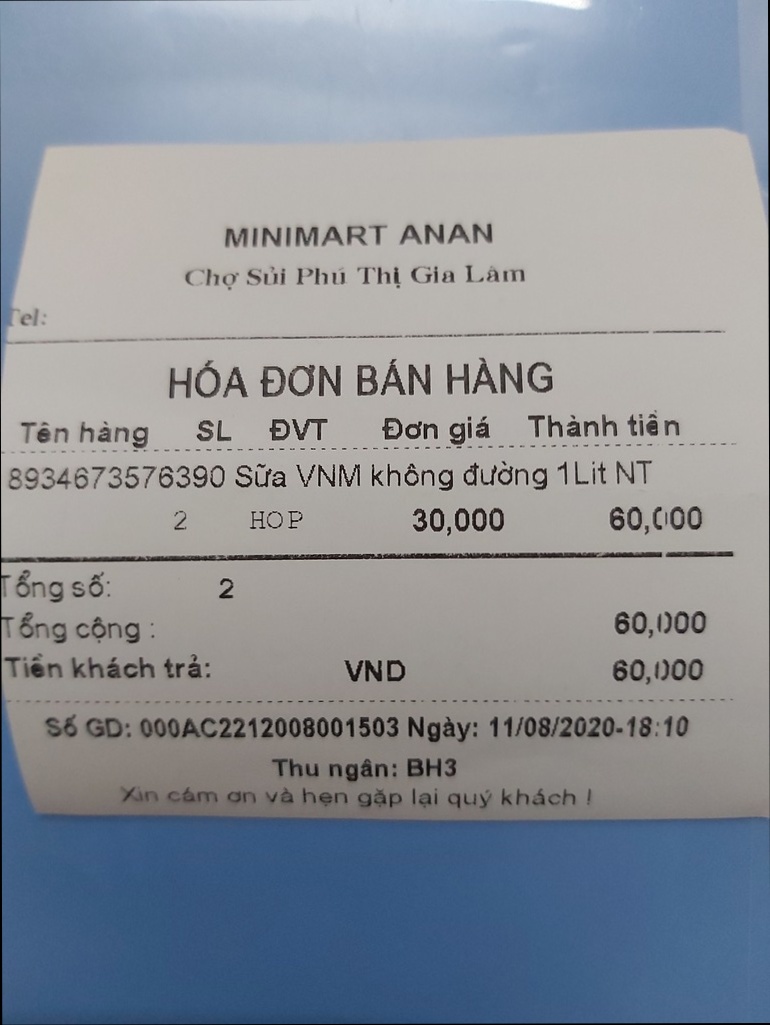 MINIMART ANAN
Chợ Sủi Phú Thị Gia Lâm
Tel:
HÓA ĐƠN BÁN HÀNG
Tên hàng SL ĐVT Đơn giá Thành tiền
8934673576390 Sữa VNM không đường 1Lit NT
2 HOP 30,000 60,000
Tổng số: 2
Tổng cộng : 60,000
Tiền khách trả: VND 60,000
Số GD: 000AC2212008001503 Ngày: 11/08/2020-18:10
Thu ngân: BH3
Xin cám ơn và hẹn gặp lại quý khách !